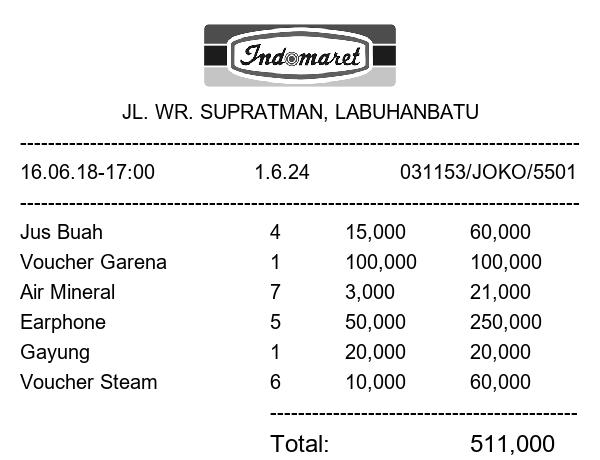 Indomaret
JL. WR. SUPRATMAN, LABUHANBATU
--------------------------------------------------------------------------------
16.06.18-17:00 1.6.24 031153/JOKO/5501
--------------------------------------------------------------------------------
Jus Buah 4 15,000 60,000
Voucher Garena 1 100,000 100,000
Air Mineral 7 3,000 21,000
Earphone 5 50,000 250,000
Gayung 1 20,000 20,000
Voucher Steam 6 10,000 60,000
--------------------------------------------
Total: 511,000